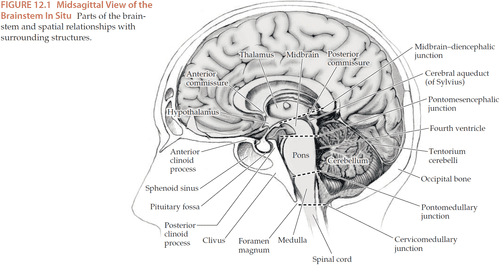 FIGURE 12.1 Midsagittal View of the
Brainstem In Situ Parts of the brain-
stem and spatial relationships with
surrounding structures.
Thalamus
Midbrain
Posterior
commissure
Midbrain–diencephalic
junction
Anterior
commissure
Cerebral aqueduct
(of Sylvius)
Hypothalamus
Pontomesencephalic
junction
Fourth ventricle
Anterior
clinoid
process
Pons
Cerebellum
Tentorium
cerebelli
Occipital bone
Sphenoid sinus
Pituitary fossa
Pontomedullary
junction
Posterior
clinoid
process
Clivus
Foramen
magnum
Medulla
Cervicomedullary
junction
Spinal cord